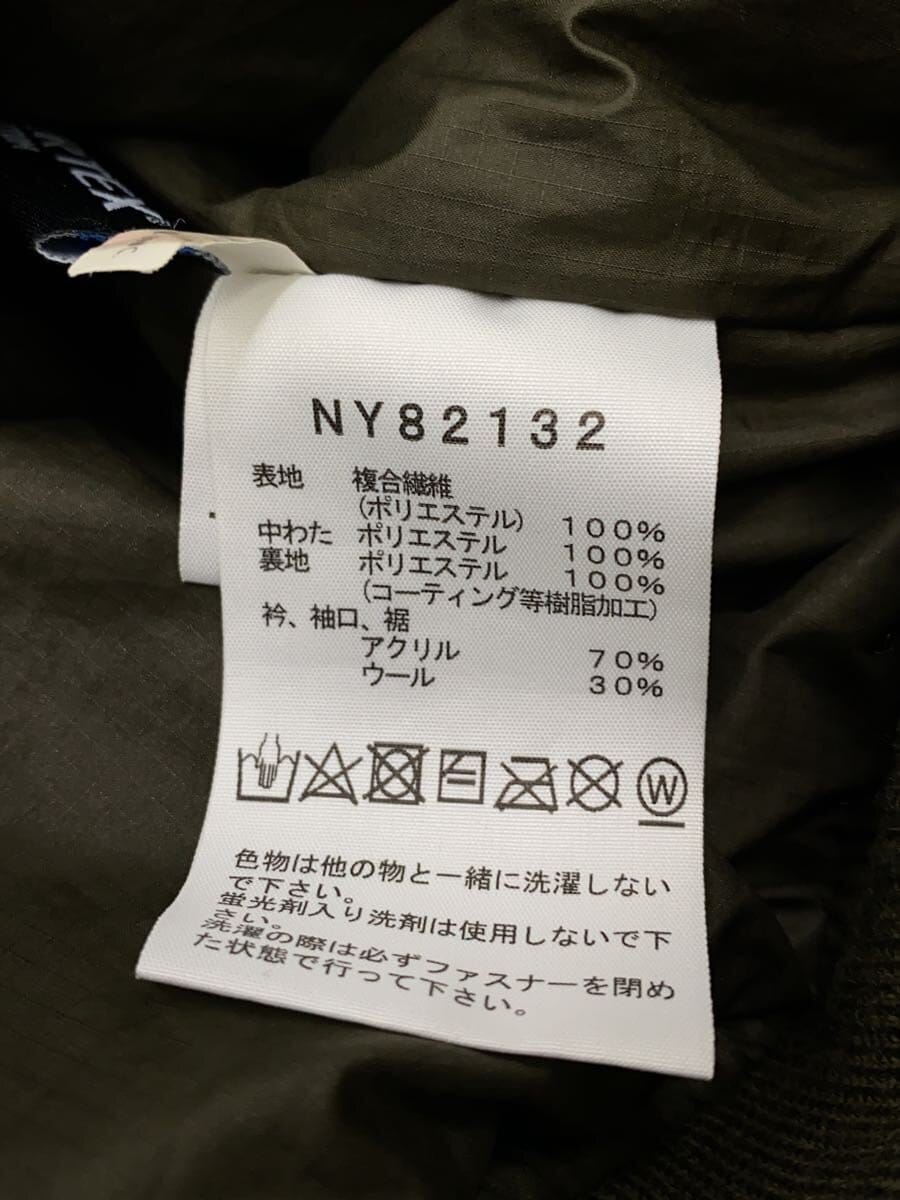 NY82132
表地 複合繊維
(ポリエステル) 100%
中わた ポリエステル 100%
裏地 ポリエステル 100%
(コーティング等樹脂加工)
衿、袖口、裾
アクリル 70%
ウール 30%
W
色物は他の物と一緒に洗濯しない
で下さい。
蛍光剤入り洗剤は使用しないで下
さい。
洗濯の際は必ずファスナーを閉め
た状態で行って下さい。